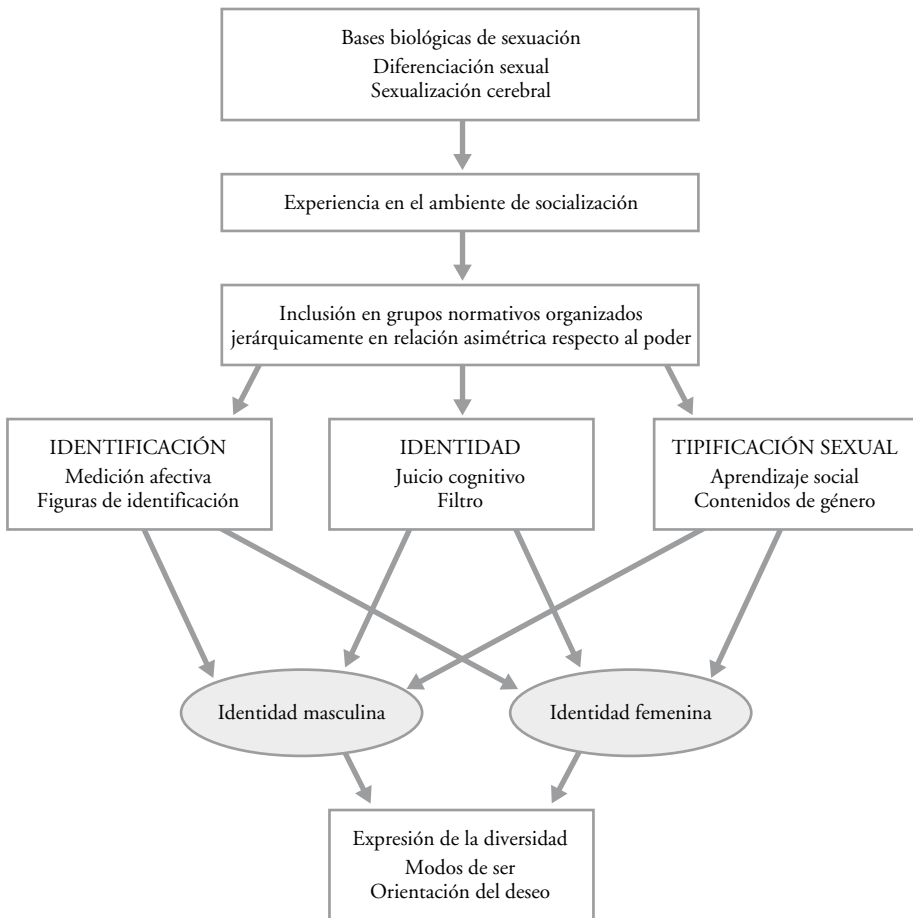 Bases biológicas de sexuación
Diferenciación sexual
Sexualización cerebral
Experiencia en el ambiente de socialización
Inclusión en grupos normativos organizados
jerárquicamente en relación asimétrica respecto al poder
IDENTIFICACIÓN
Medición afectiva
Figuras de identificación
IDENTIDAD
Juicio cognitivo
Filtro
TIPIFICACIÓN SEXUAL
Aprendizaje social
Contenidos de género
Identidad masculina
Identidad femenina
Expresión de la diversidad
Modos de ser
Orientación del deseo